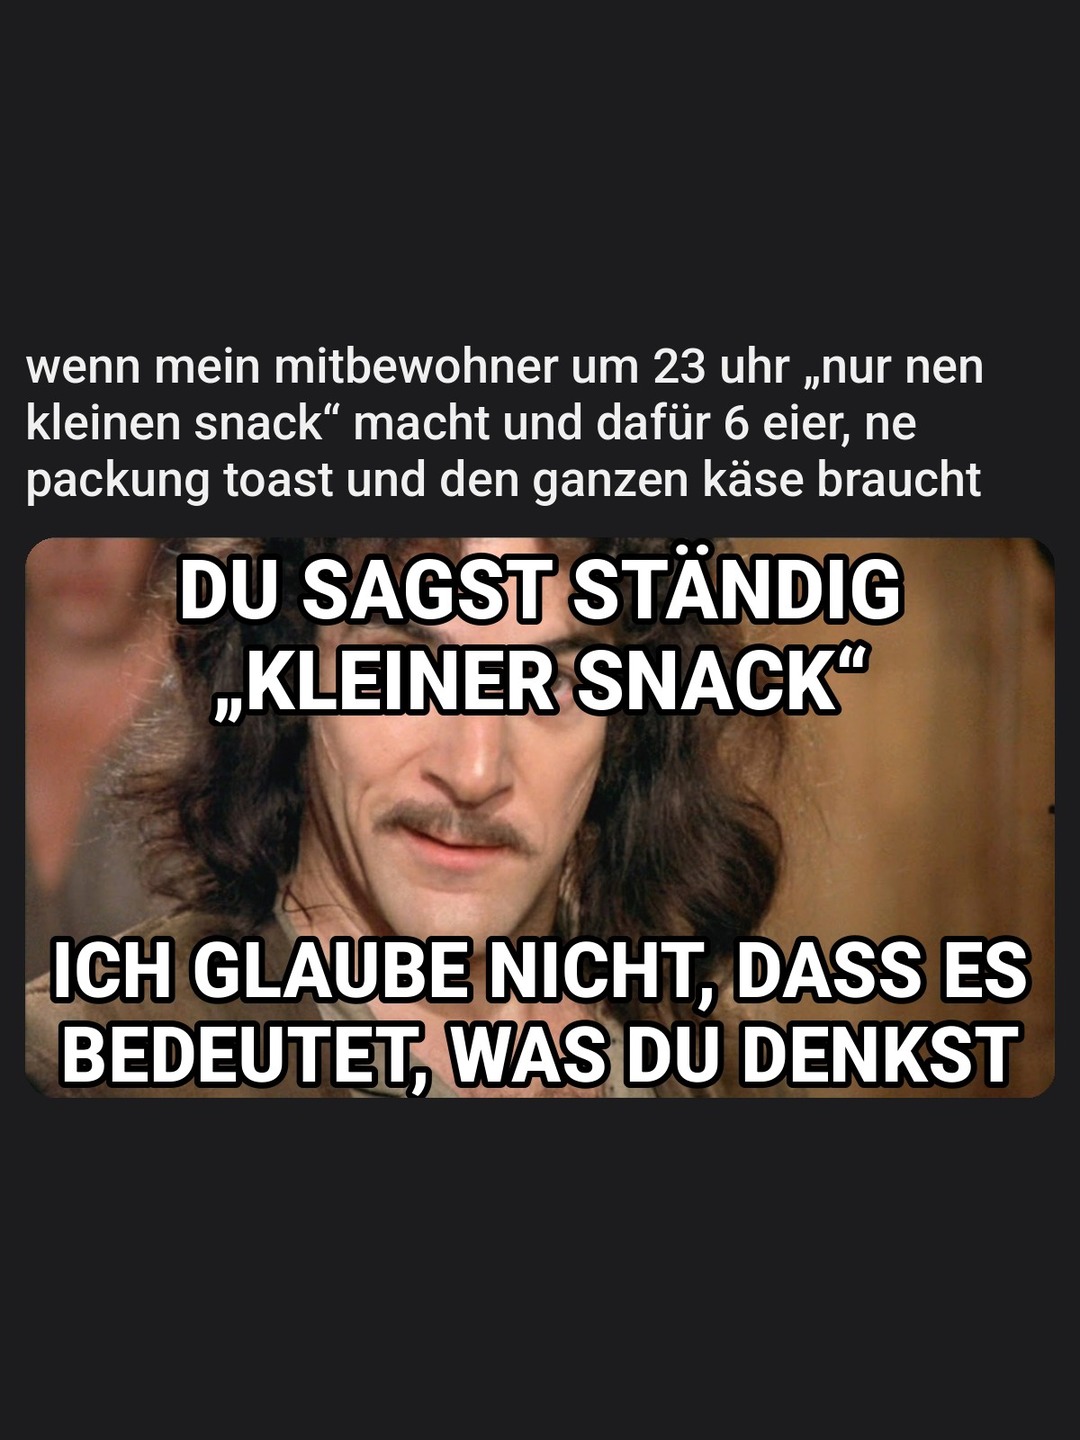 wenn mein mitbewohner um 23 uhr „nur nen
kleinen snack“ macht und dafür 6 eier, ne
packung toast und den ganzen käse braucht
DU SAGST STÄNDIG
„KLEINER SNACK“
ICH GLAUBE NICHT, DASS ES
BEDEUTET, WAS DU DENKST